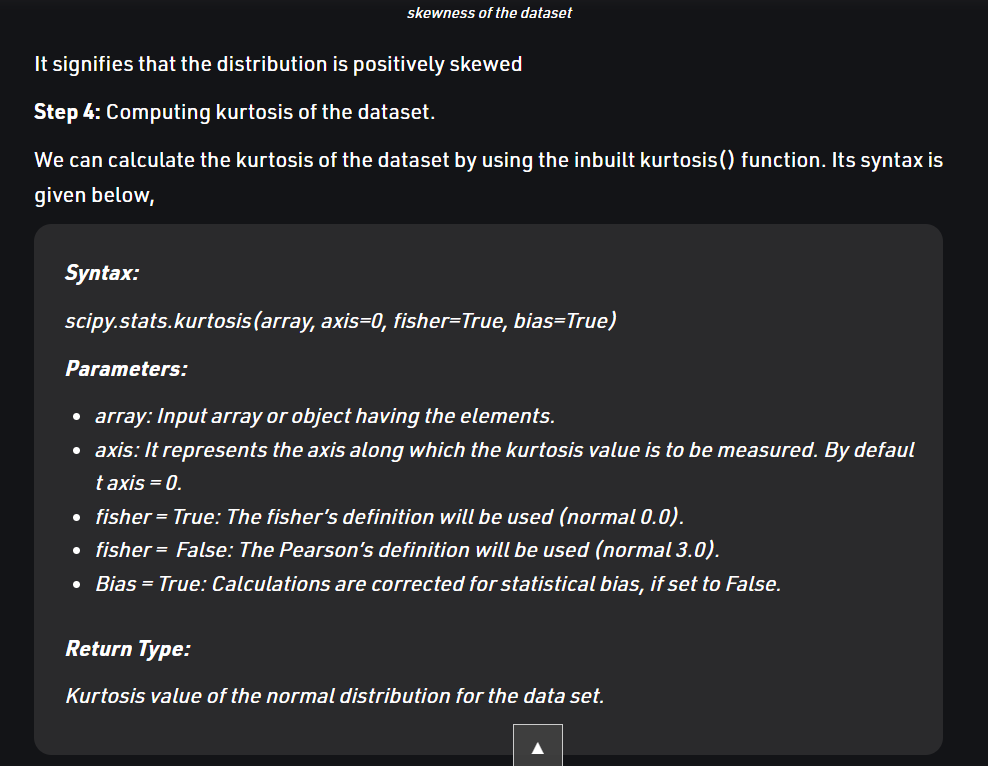 skewness of the dataset
It signifies that the distribution is positively skewed
Step 4: Computing kurtosis of the dataset.
We can calculate the kurtosis of the dataset by using the inbuilt kurtosis() function. Its syntax is
given below,
Syntax:
scipy.stats.kurtosis(array, axis=0, fisher=True, bias=True)
Parameters:
• array: Input array or object having the elements.
• axis: It represents the axis along which the kurtosis value is to be measured. By defaul
t axis = 0.
• fisher = True: The fisher's definition will be used (normal 0.0).
• fisher =  False: The Pearson's definition will be used (normal 3.0).
• Bias = True: Calculations are corrected for statistical bias, if set to False.
Return Type:
Kurtosis value of the normal distribution for the data set.
▲